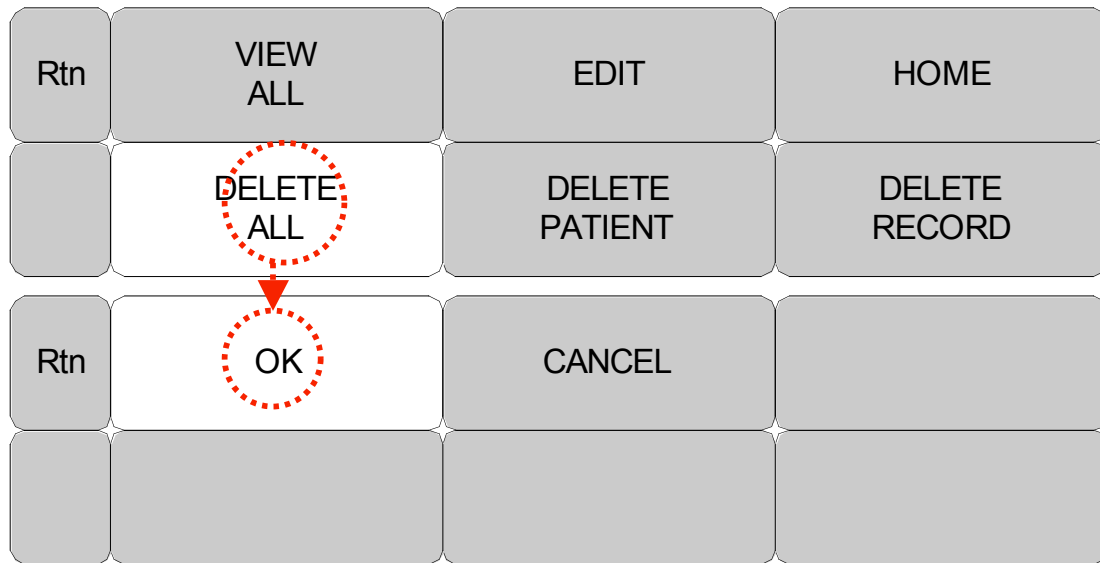 Rtn
VIEW
ALL
EDIT
HOME
DELETE
ALL
DELETE
PATIENT
DELETE
RECORD
Rtn
OK
CANCEL